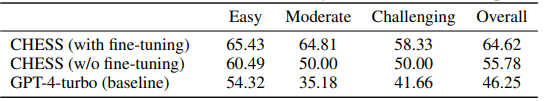 Easy Moderate Challenging Overall
CHESS (with fine-tuning) 65.43 64.81 58.33 64.62
CHESS (w/o fine-tuning) 60.49 50.00 50.00 55.78
GPT-4-turbo (baseline) 54.32 35.18 41.66 46.25